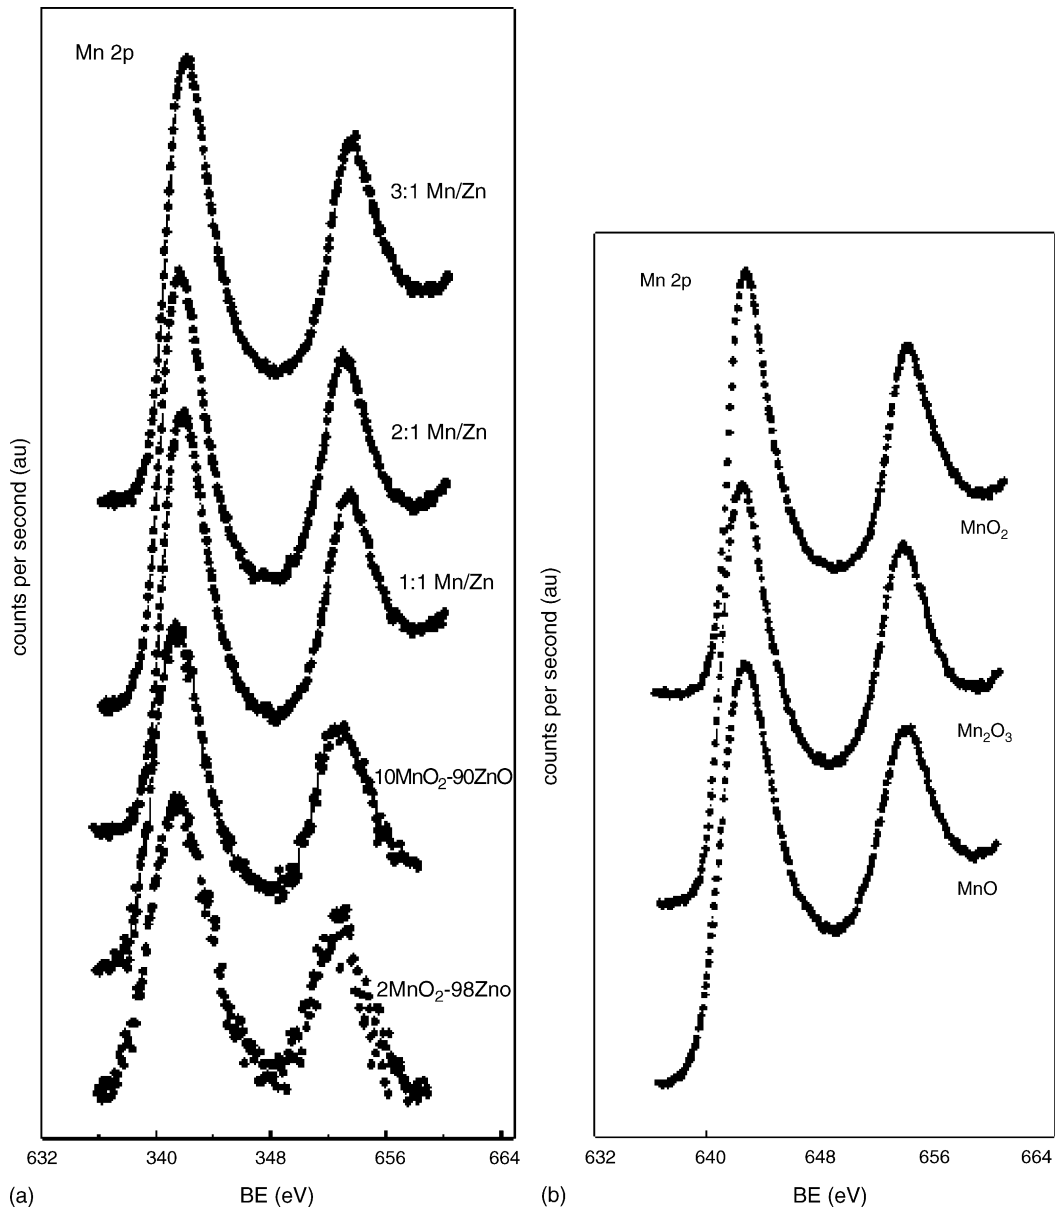 Mn 2p
3:1 Mn/Zn
2:1 Mn/Zn
1:1 Mn/Zn
10MnO₂-90ZnO
2MnO₂-98Zno
counts per second (au)
632 340 348 656 664
(a) BE (eV)
Mn 2p
MnO₂
Mn₂O₃
MnO
counts per second (au)
632 640 648 656 664
(b) BE (eV)